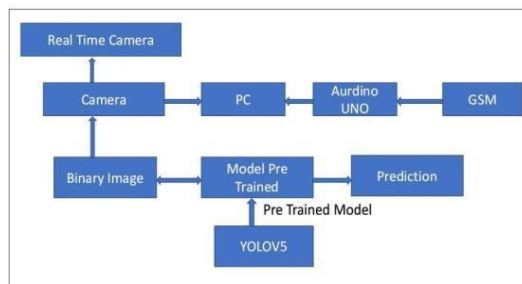 Real Time Camera
Camera
PC
Aurdino
UNO
GSM
Binary Image
Model Pre
Trained
Prediction
Pre Trained Model
YOLOV5